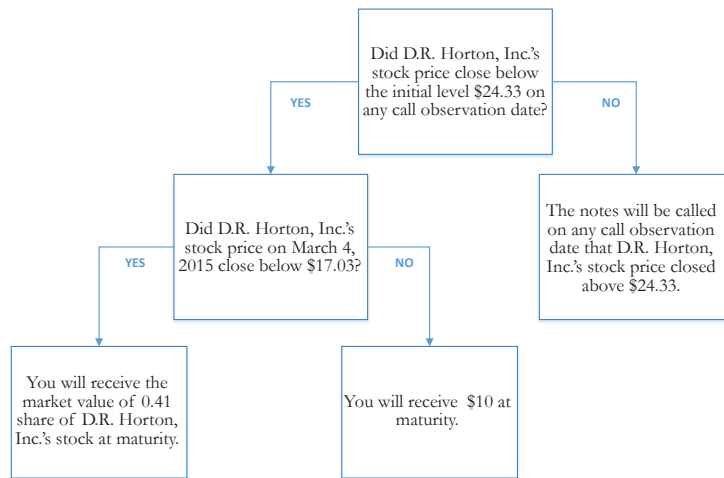 Did D.R. Horton, Inc.'s
stock price close below
the initial level $24.33 on
any call observation date?
YES
NO
Did D.R. Horton, Inc.'s
stock price on March 4,
2015 close below $17.03?
The notes will be called
on any call observation
date that D.R. Horton,
Inc.'s stock price closed
above $24.33.
YES
NO
You will receive the
market value of 0.41
share of D.R. Horton,
Inc.'s stock at maturity.
You will receive $10 at
maturity.